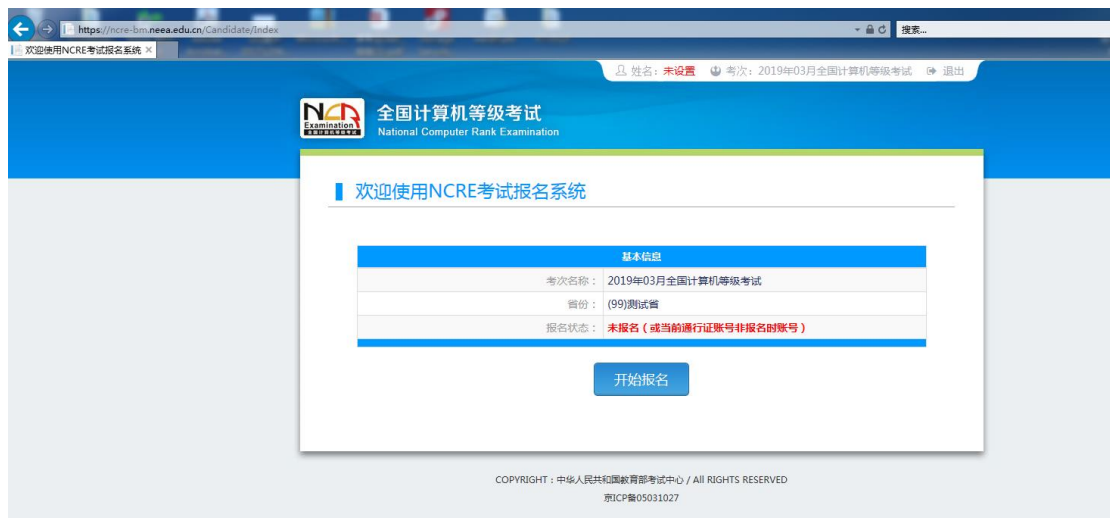 https://ncre-bm.neea.edu.cn/Candidate/Index
搜索...
欢迎使用NCRE考试报名系统 ×
姓名：未设置 考次：2019年03月全国计算机等级考试 退出
NCR
Examination
全国计算机等级考试
National Computer Rank Examination
欢迎使用NCRE考试报名系统
基本信息
考次名称： 2019年03月全国计算机等级考试
省份： (99)测试省
报名状态： 未报名（或当前通行证账号非报名时账号）
开始报名
COPYRIGHT：中华人民共和国教育部考试中心 / All RIGHTS RESERVED
京ICP备05031027